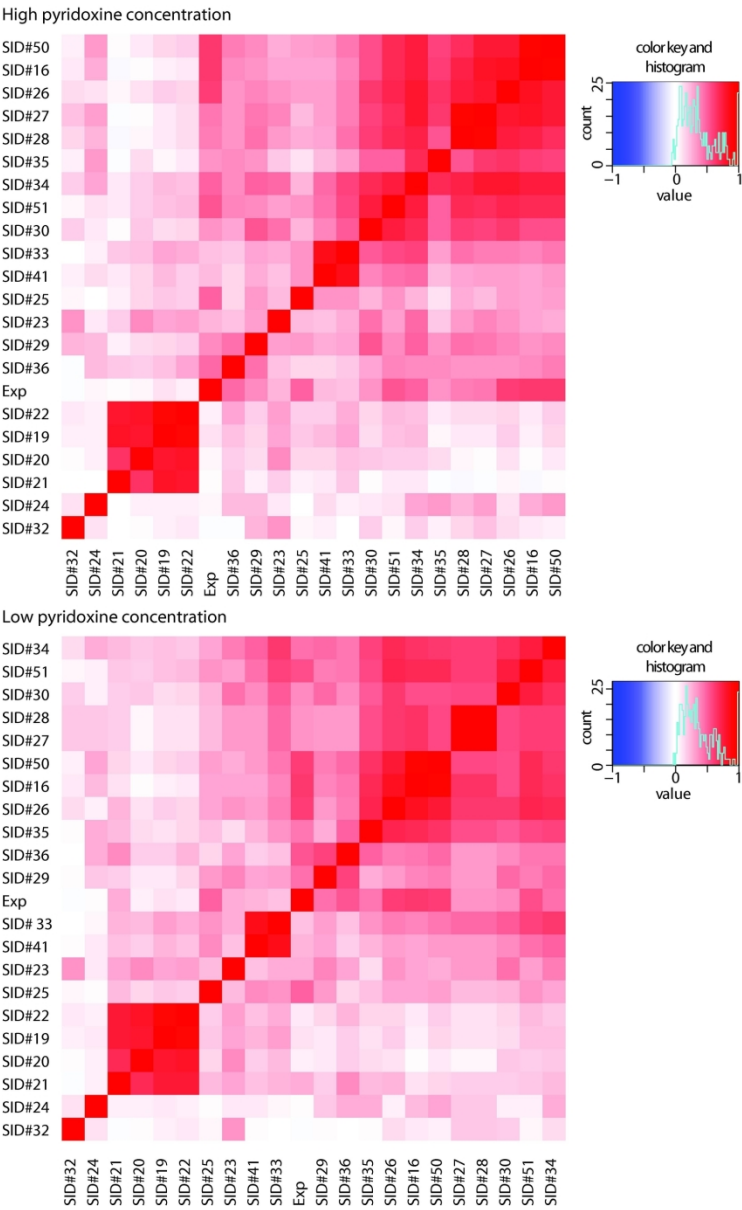 High pyridoxine concentration
SID#50
SID#16
SID#26
SID#27
SID#28
SID#35
SID#34
SID#51
SID#30
SID#33
SID#41
SID#25
SID#23
SID#29
SID#36
Exp
SID#22
SID#19
SID#20
SID#21
SID#24
SID#32
SID#32
SID#24
SID#21
SID#20
SID#19
SID#22
Exp
SID#36
SID#29
SID#23
SID#25
SID#41
SID#33
SID#30
SID#51
SID#34
SID#35
SID#28
SID#27
SID#26
SID#16
SID#50
color key and
histogram
25
count
0
−1 0 1
value
Low pyridoxine concentration
SID#34
SID#51
SID#30
SID#28
SID#27
SID#50
SID#16
SID#26
SID#35
SID#36
SID#29
Exp
SID# 33
SID#41
SID#23
SID#25
SID#22
SID#19
SID#20
SID#21
SID#24
SID#32
SID#32
SID#24
SID#21
SID#20
SID#19
SID#22
SID#25
SID#23
SID#41
SID#33
Exp
SID#29
SID#36
SID#35
SID#26
SID#16
SID#50
SID#27
SID#28
SID#30
SID#51
SID#34
color key and
histogram
25
count
0
−1 0 1
value